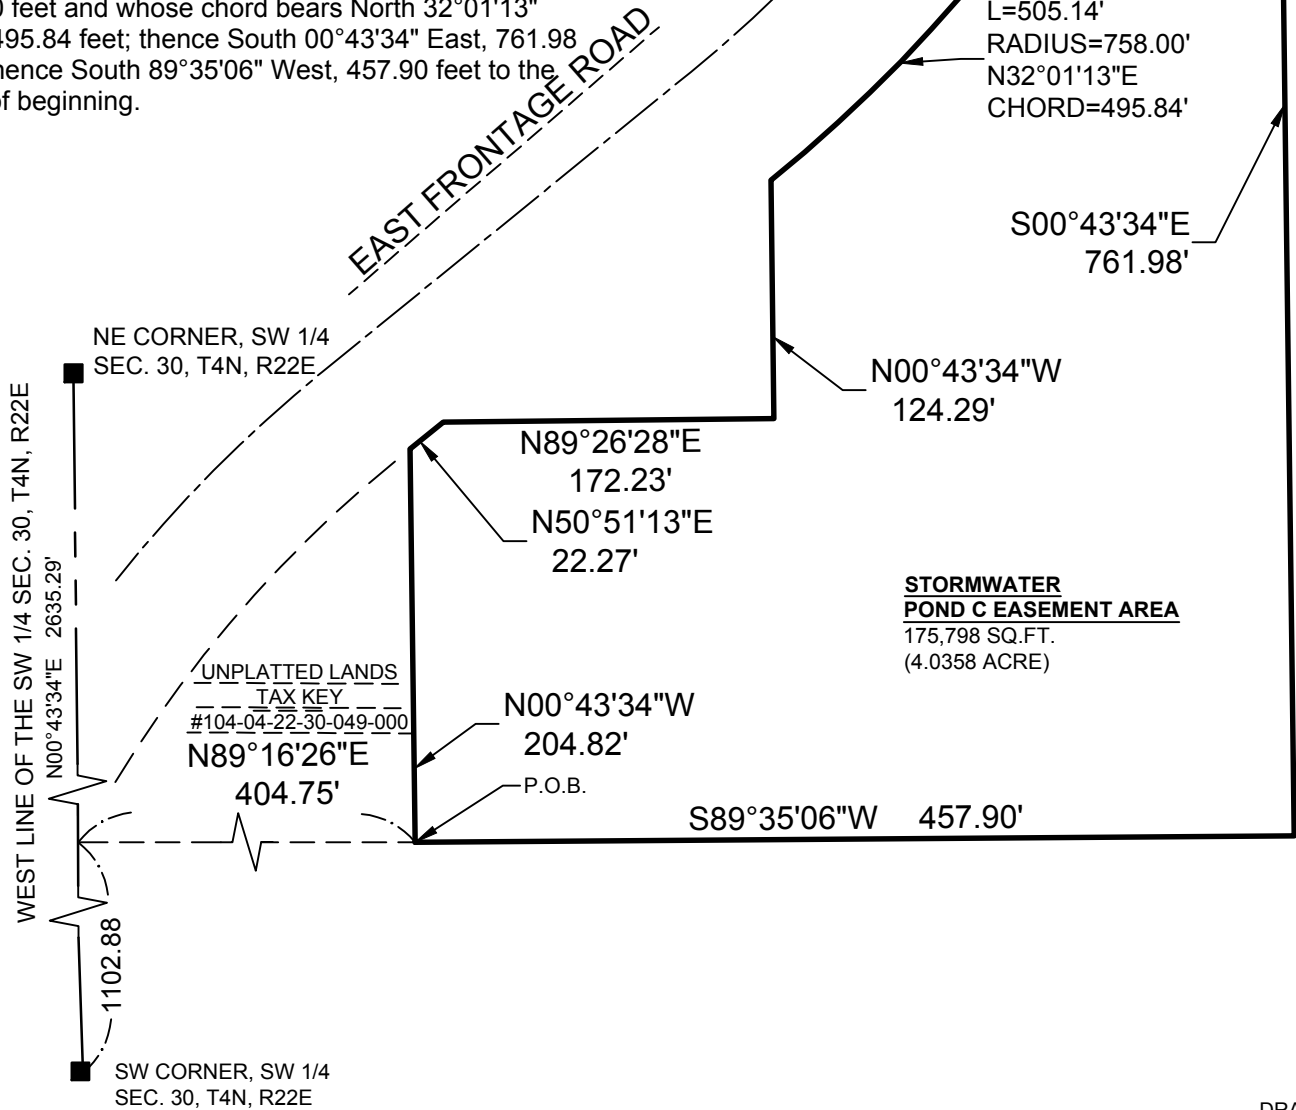 0 feet and whose chord bears North 32°01'13"
495.84 feet; thence South 00°43'34" East, 761.98
hence South 89°35'06" West, 457.90 feet to the
of beginning.
EAST FRONTAGE ROAD
L=505.14'
RADIUS=758.00'
N32°01'13"E
CHORD=495.84'
S00°43'34"E
761.98'
NE CORNER, SW 1/4
SEC. 30, T4N, R22E
N00°43'34"W
124.29'
N89°26'28"E
172.23'
N50°51'13"E
22.27'
WEST LINE OF THE SW 1/4 SEC. 30, T4N, R22E
N00°43'34"E 2635.29'
STORMWATER
POND C EASEMENT AREA
175,798 SQ.FT.
(4.0358 ACRE)
UNPLATTED LANDS
TAX KEY
#104-04-22-30-049-000
N89°16'26"E
404.75'
N00°43'34"W
204.82'
P.O.B.
S89°35'06"W 457.90'
1102.88
SW CORNER, SW 1/4
SEC. 30, T4N, R22E